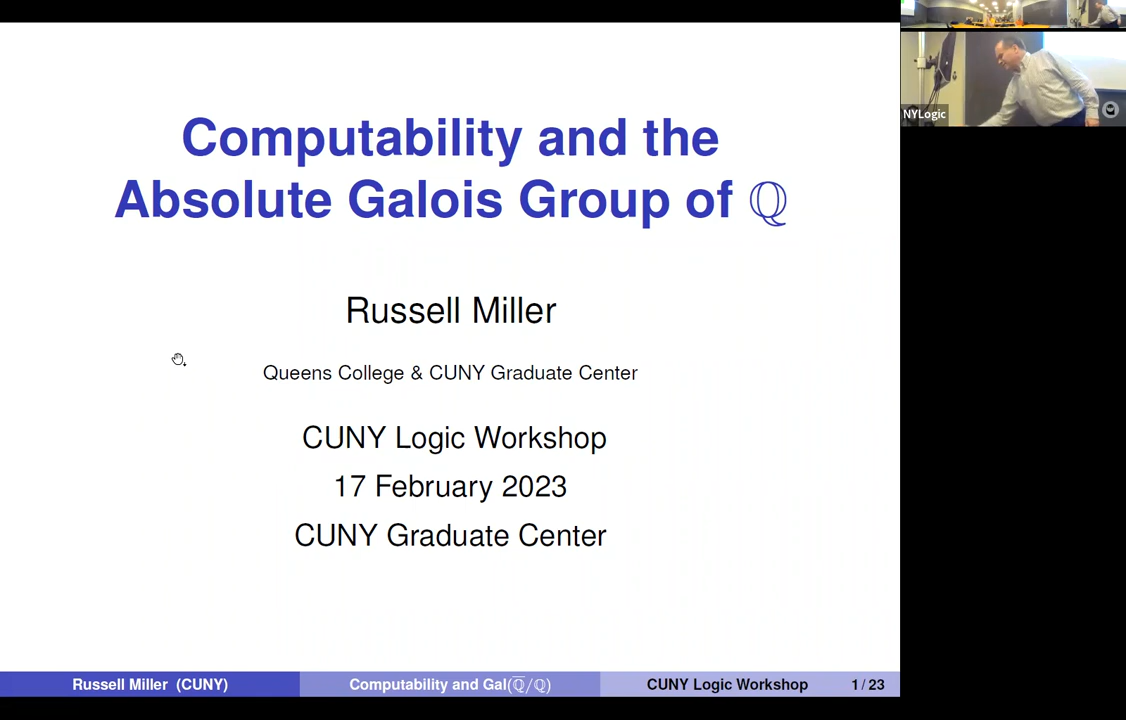 Computability and the
Absolute Galois Group of ℚ
Russell Miller
Queens College & CUNY Graduate Center
CUNY Logic Workshop
17 February 2023
CUNY Graduate Center
Russell Miller (CUNY)
Computability and Gal(ℚ̅/ℚ)
CUNY Logic Workshop
1 / 23
NYLogic